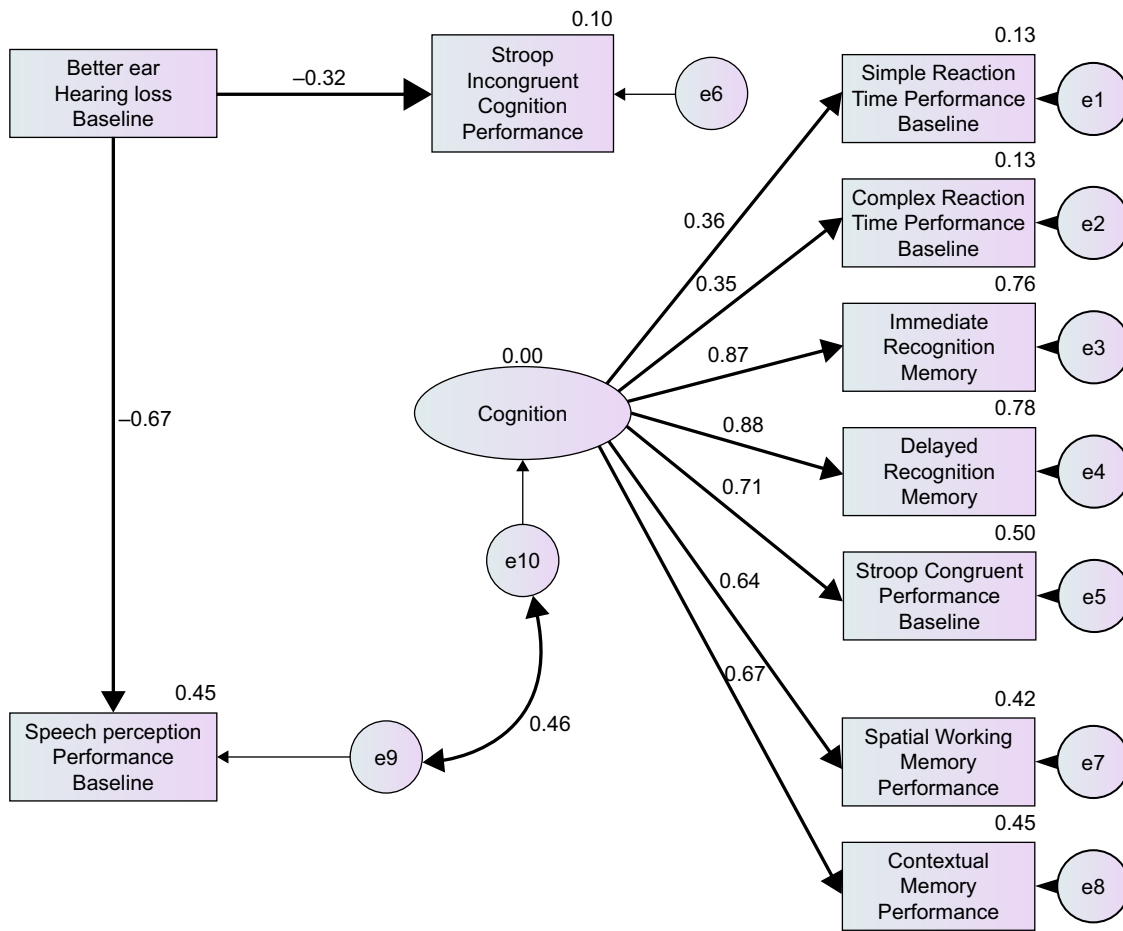 Better ear
Hearing loss
Baseline
–0.32
0.10
Stroop
Incongruent
Cognition
Performance
e6
0.13
Simple Reaction
Time Performance
Baseline
e1
0.13
Complex Reaction
Time Performance
Baseline
e2
0.36
0.35
0.76
Immediate
Recognition
Memory
e3
0.87
0.00
Cognition
0.88
0.78
Delayed
Recognition
Memory
e4
–0.67
0.71
0.50
Stroop Congruent
Performance
Baseline
e5
e10
0.64
0.67
0.45
Speech perception
Performance
Baseline
e9
0.46
0.42
Spatial Working
Memory
Performance
e7
0.45
Contextual
Memory
Performance
e8